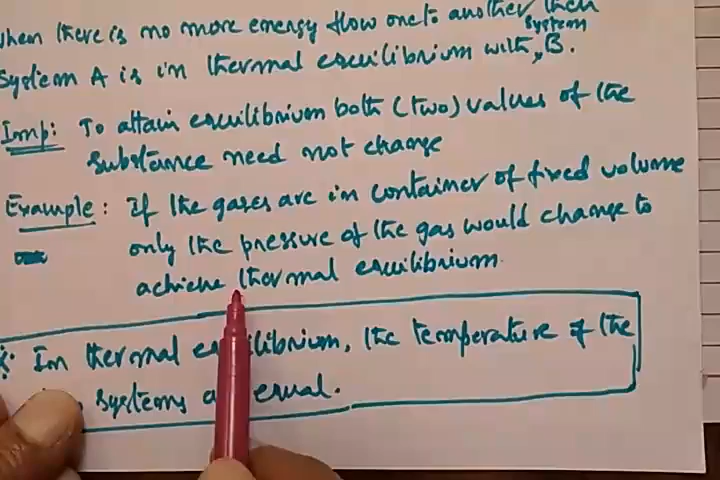 when there is no more energy flow one to another then
system
System A is in thermal equilibrium with, B.
Imp: To attain equilibrium both (two) values of the
substance need not change
Example: If the gases are in container of fixed volume
only the pressure of the gas would change to
achieve thermal equilibrium.
In thermal equilibrium, the temperature of the
systems equal.